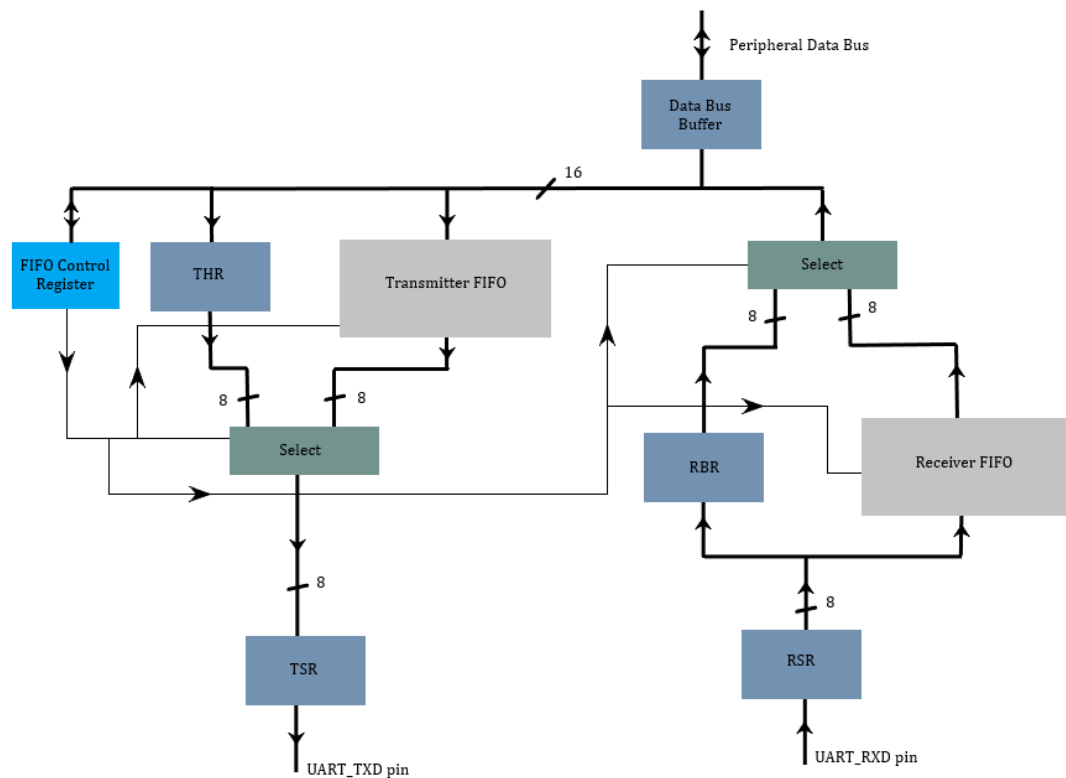 Peripheral Data Bus
Data Bus
Buffer
16
FIFO Control
Register
THR
Transmitter FIFO
Select
8
8
8
8
Select
RBR
Receiver FIFO
8
8
TSR
RSR
UART_TXD pin
UART_RXD pin